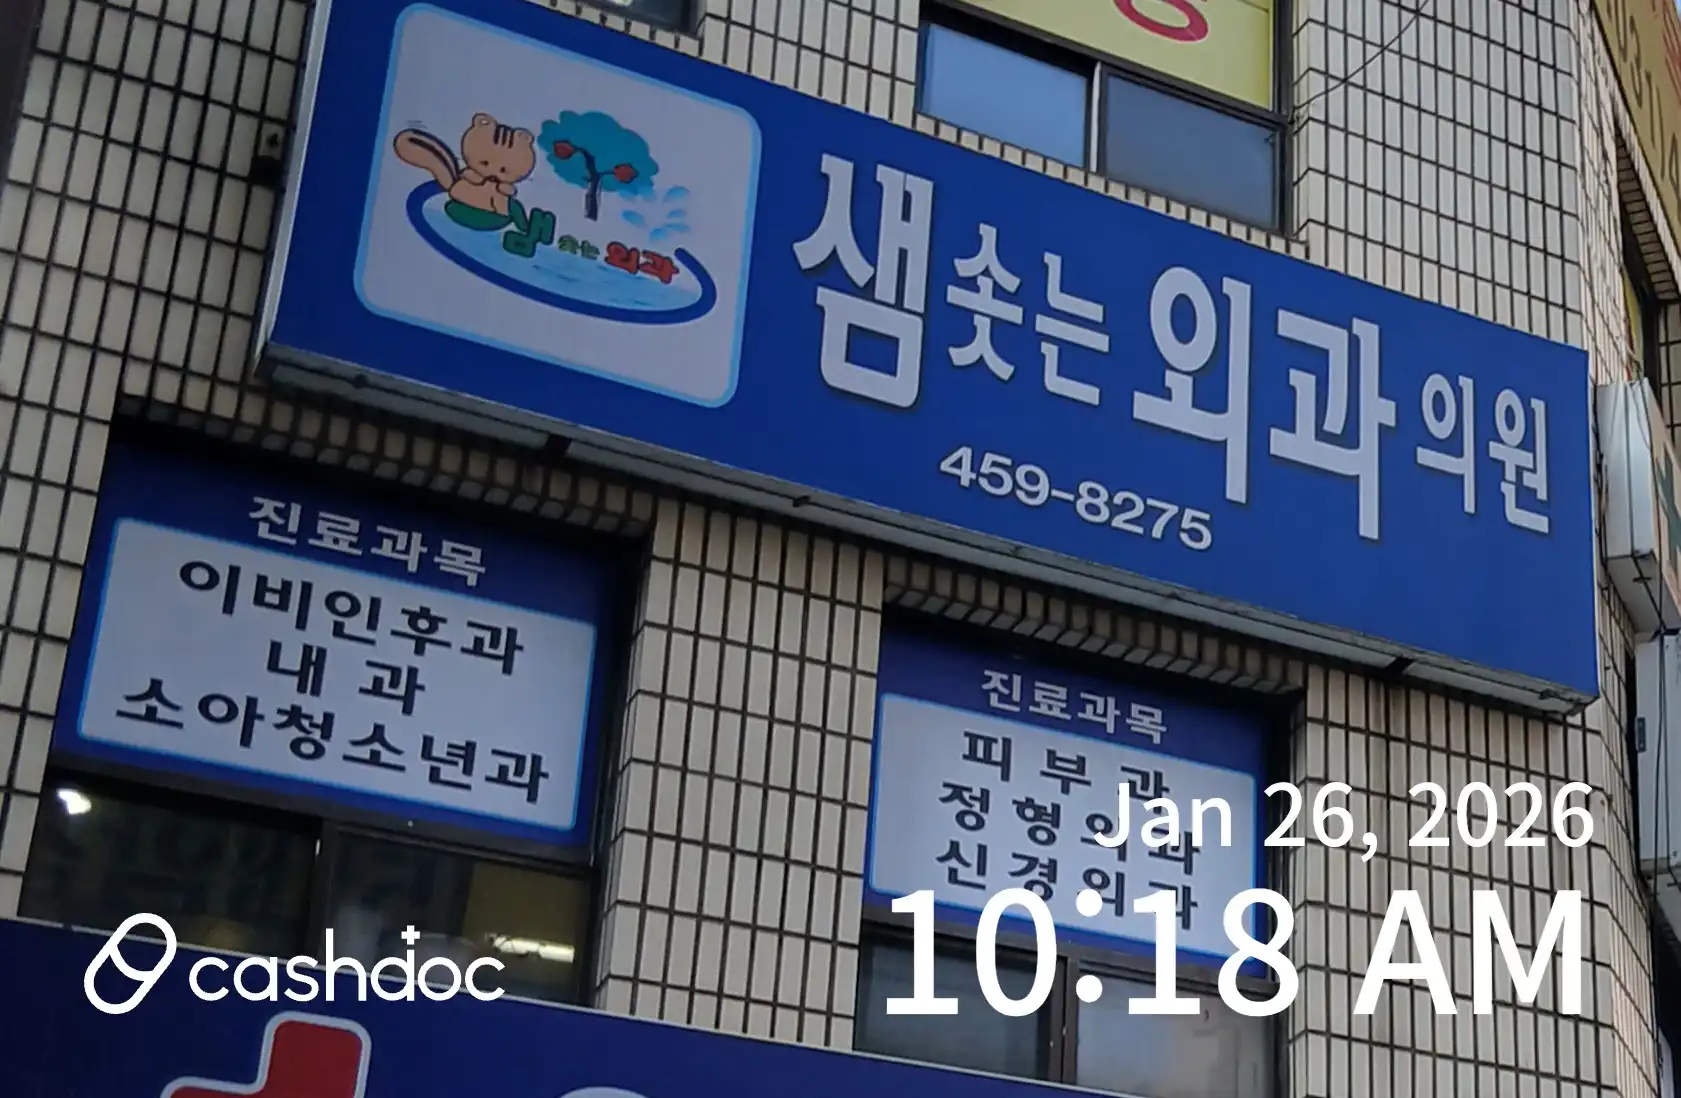 샘솟는외과
샘솟는외과의원
459-8275
진료과목
이비인후과
내과
소아청소년과
진료과목
피부과
정형외과
신경외과
Jan 26, 2026
10:18 AM
cashdoc